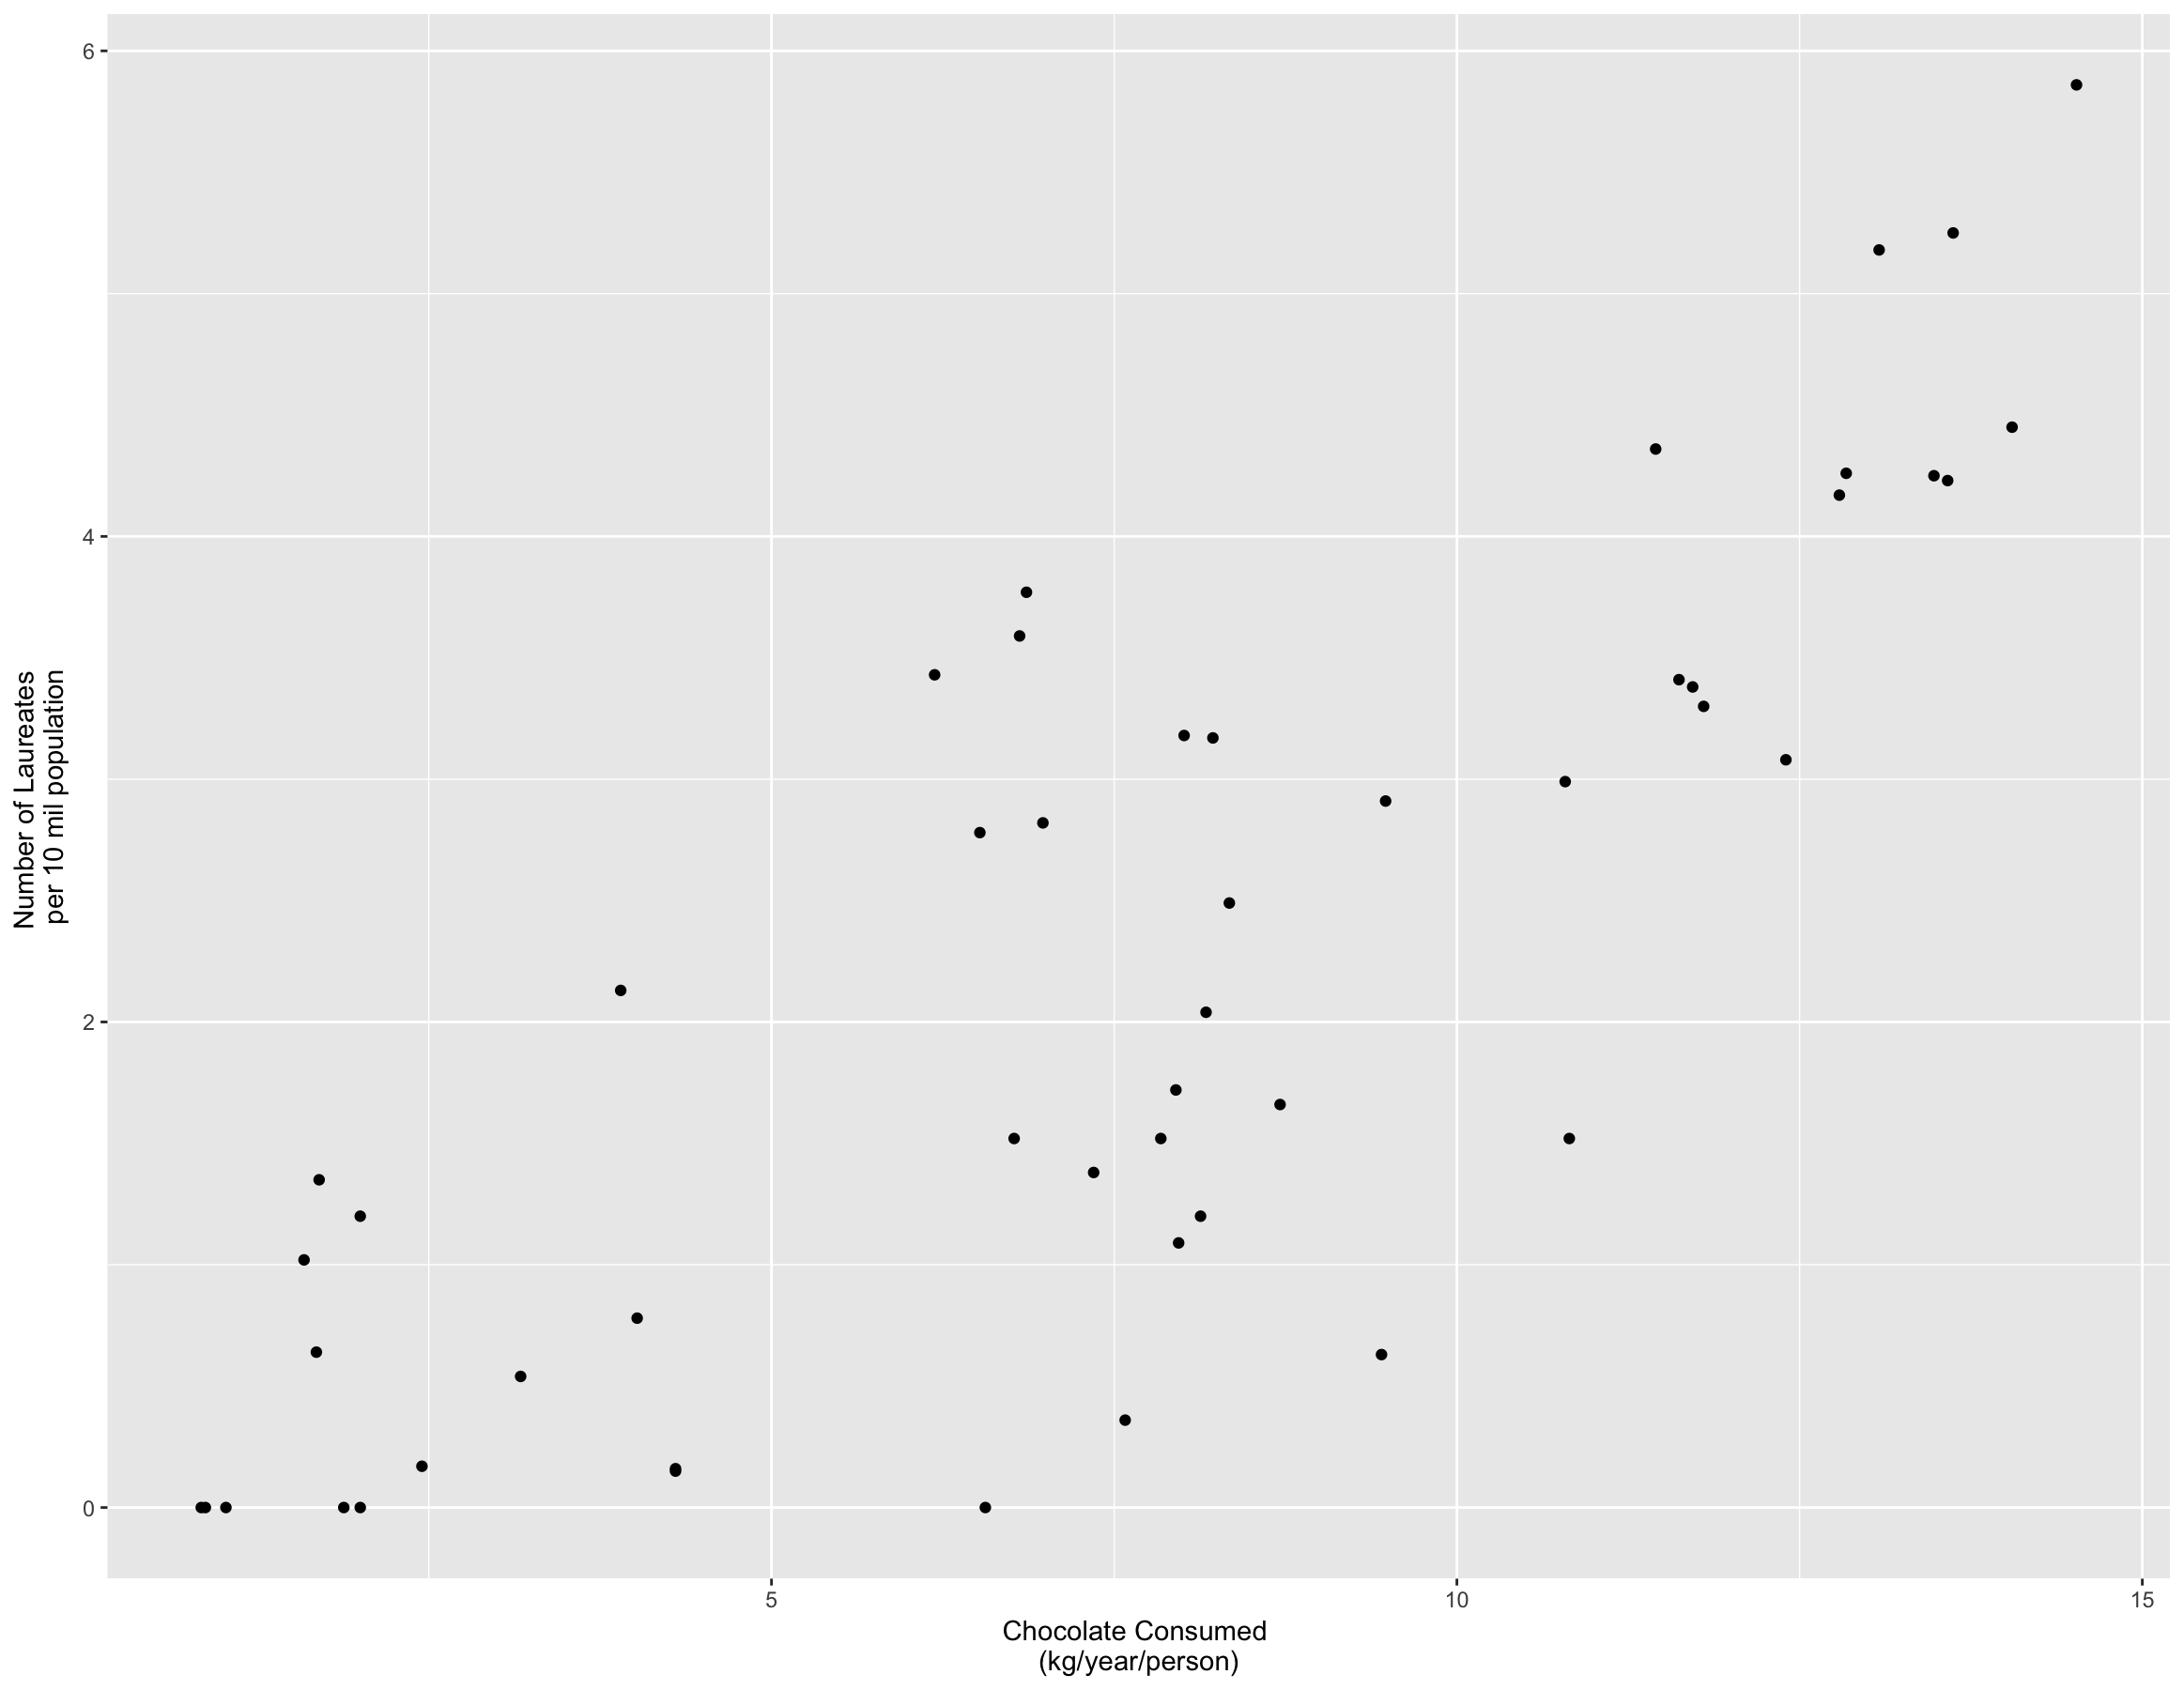 6
4
2
0
Number of Laureates
per 10 mil population
5
10
15
Chocolate Consumed
(kg/year/person)